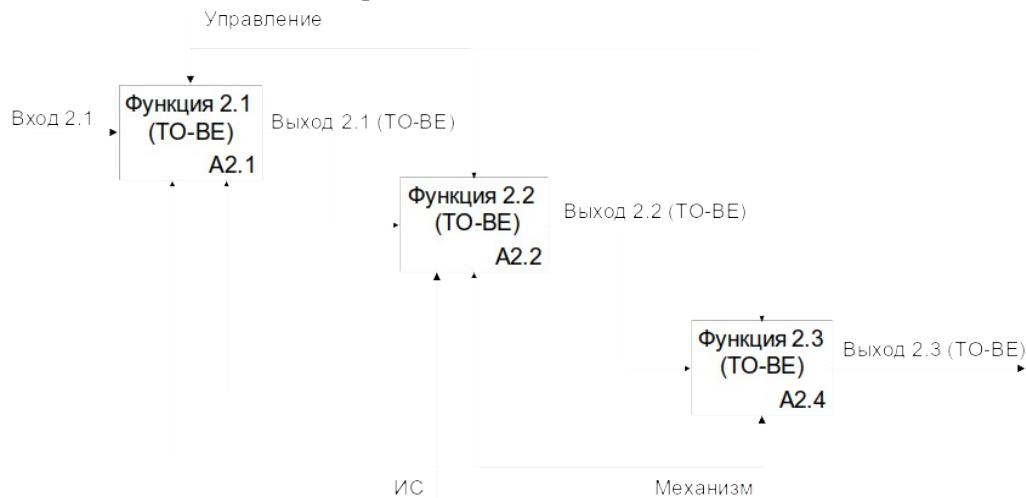 Управление
Вход 2.1
Функция 2.1
(TO-BE)
A2.1
Выход 2.1 (TO-BE)
Функция 2.2
(TO-BE)
A2.2
Выход 2.2 (TO-BE)
Функция 2.3
(TO-BE)
A2.4
Выход 2.3 (TO-BE)
ИС
Механизм